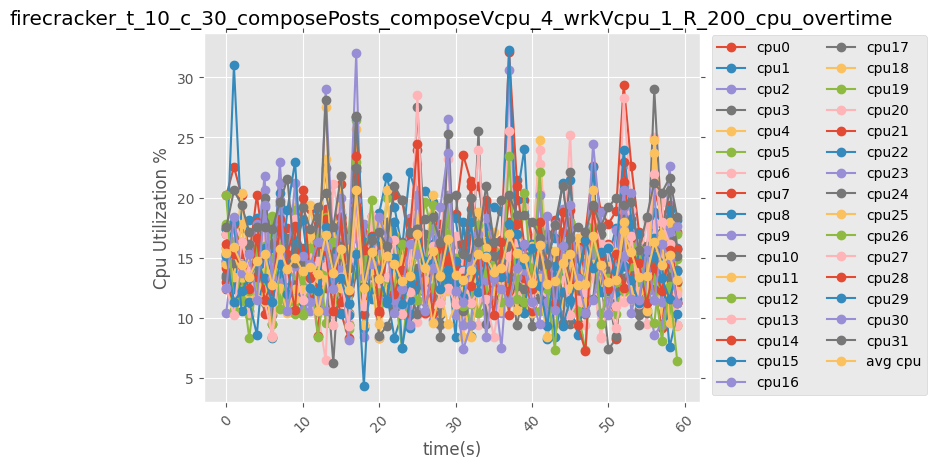 firecracker_t_10_c_30_composePosts_composeVcpu_4_wrkVcpu_1_R_200_cpu_overtime
Cpu Utilization %
30
25
20
15
10
5
0
10
20
30
40
50
60
time(s)
cpu0
cpu1
cpu2
cpu3
cpu4
cpu5
cpu6
cpu7
cpu8
cpu9
cpu10
cpu11
cpu12
cpu13
cpu14
cpu15
cpu16
cpu17
cpu18
cpu19
cpu20
cpu21
cpu22
cpu23
cpu24
cpu25
cpu26
cpu27
cpu28
cpu29
cpu30
cpu31
avg cpu